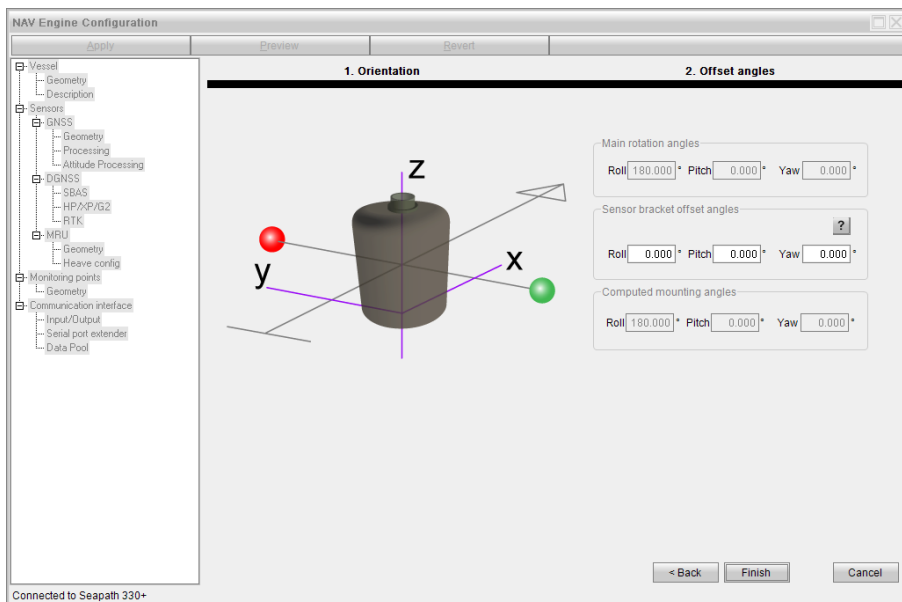 NAV Engine Configuration
Apply Preview Revert
Vessel
Geometry
Description
Sensors
GNSS
Geometry
Processing
Attitude Processing
DGNSS
SBAS
HP/XP/G2
RTK
MRU
Geometry
Heave config
Monitoring points
Geometry
Communication interface
Input/Output
Serial port extender
Data Pool
1. Orientation 2. Offset angles
z
y
x
Main rotation angles
Roll 180.000 ° Pitch 0.000 ° Yaw 0.000 °
Sensor bracket offset angles
?
Roll 0.000 ° Pitch 0.000 ° Yaw 0.000 °
Computed mounting angles
Roll 180.000 ° Pitch 0.000 ° Yaw 0.000 °
< Back Finish Cancel
Connected to Seapath 330+